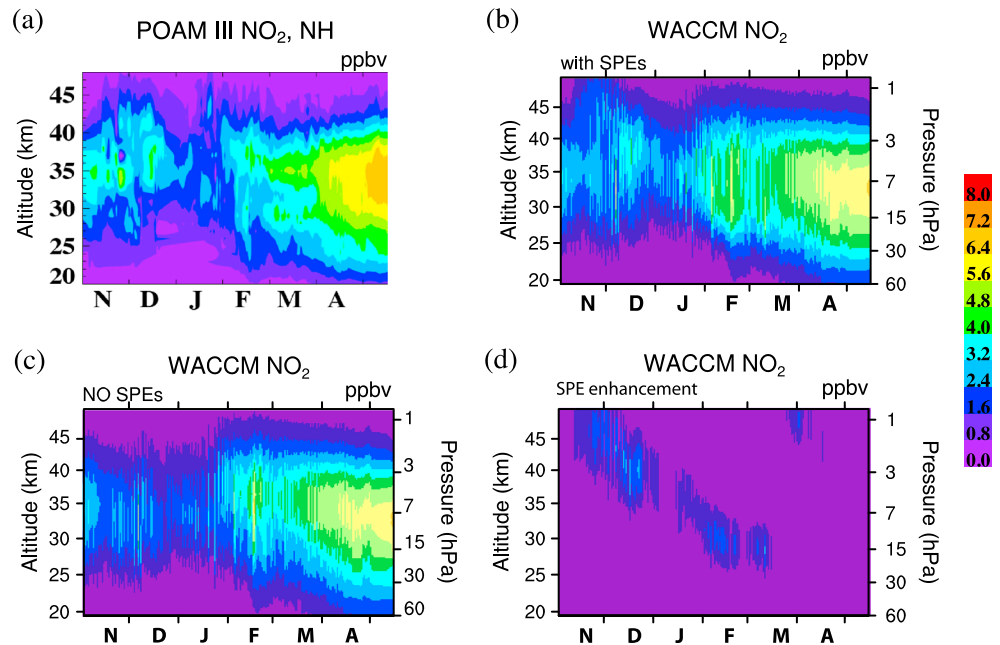 (a)
POAM III NO2, NH
ppbv
Altitude (km)
45
40
35
30
25
20
N D J F M A
(b)
WACCM NO2
with SPEs
ppbv
Altitude (km)
45
40
35
30
25
20
1
3
7
15
30
60
Pressure (hPa)
N D J F M A
8.0
7.2
6.4
5.6
4.8
4.0
3.2
2.4
1.6
0.8
0.0
(c)
WACCM NO2
NO SPEs
ppbv
Altitude (km)
45
40
35
30
25
20
1
3
7
15
30
60
Pressure (hPa)
N D J F M A
(d)
WACCM NO2
SPE enhancement
ppbv
Altitude (km)
45
40
35
30
25
20
1
3
7
15
30
60
Pressure (hPa)
N D J F M A